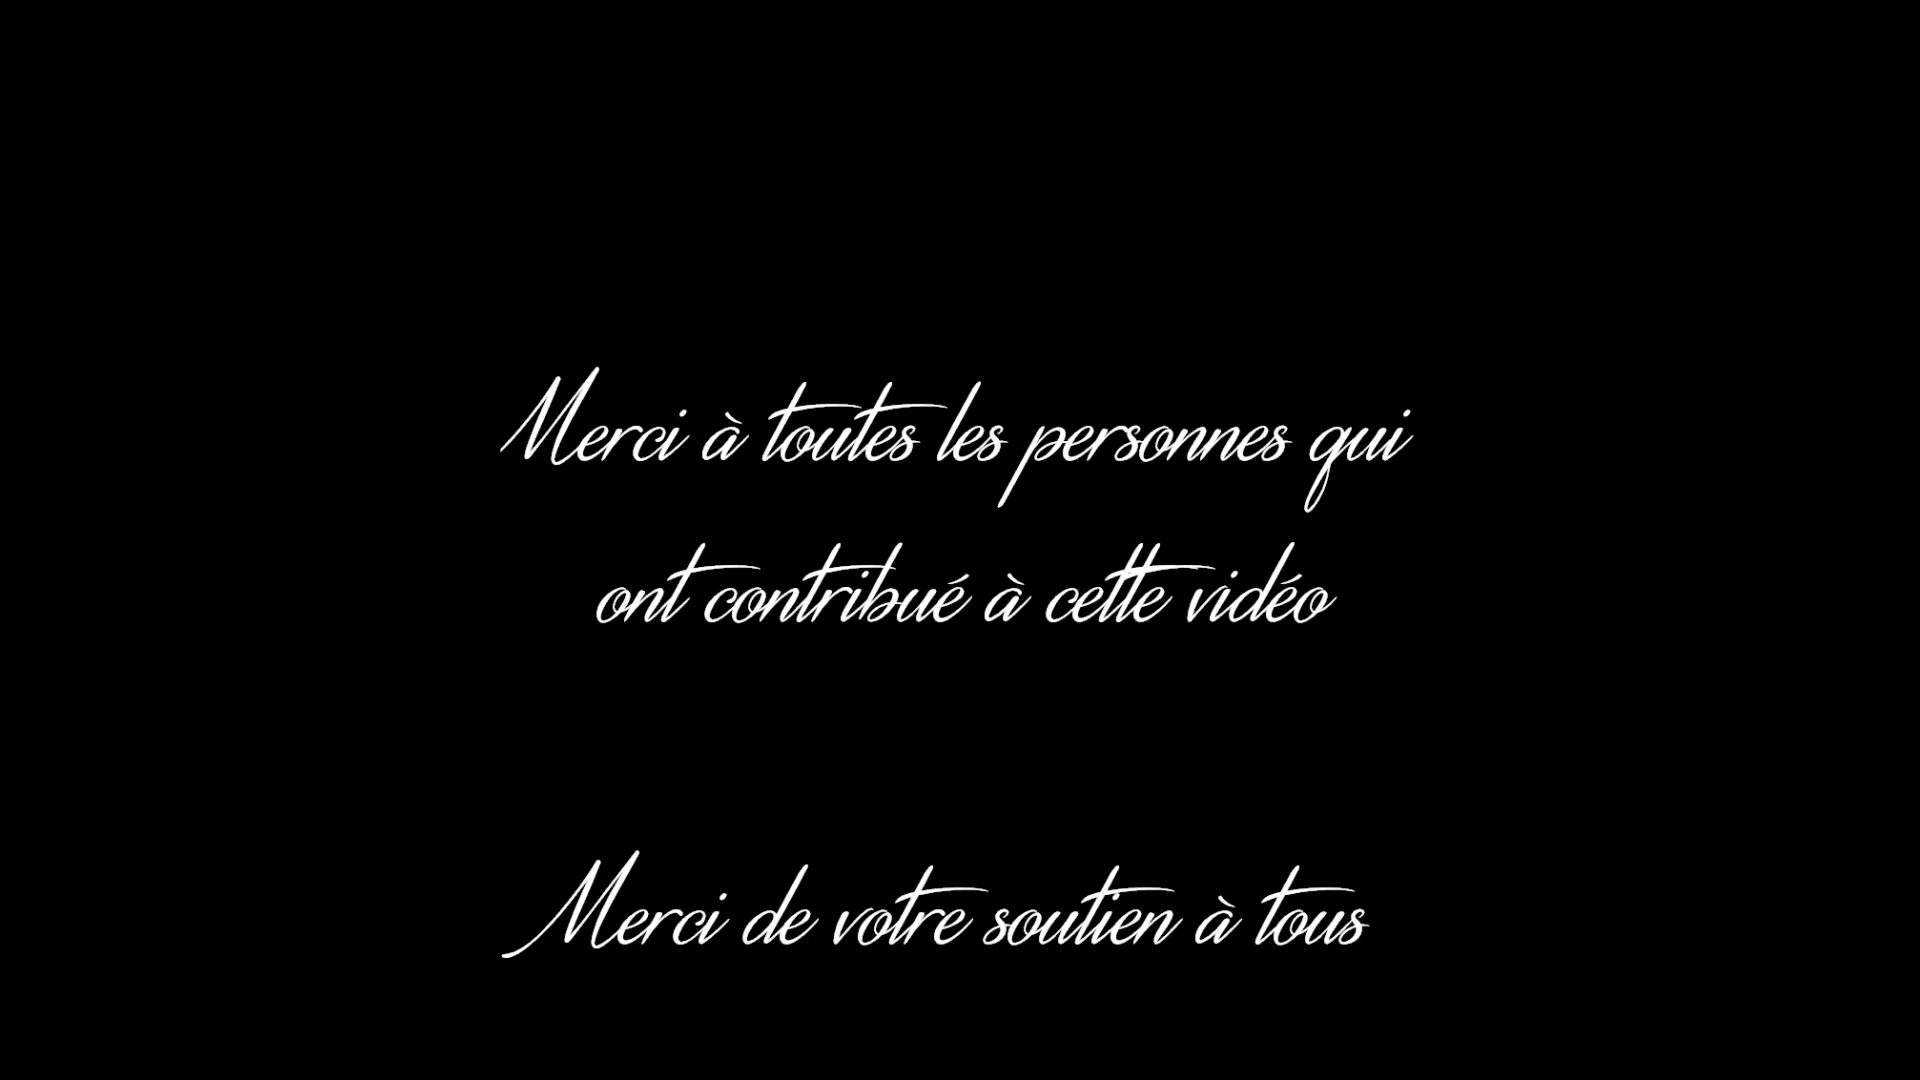 Merci à toutes les personnes qui
ont contribué à cette vidéo
Merci de votre soutien à tous